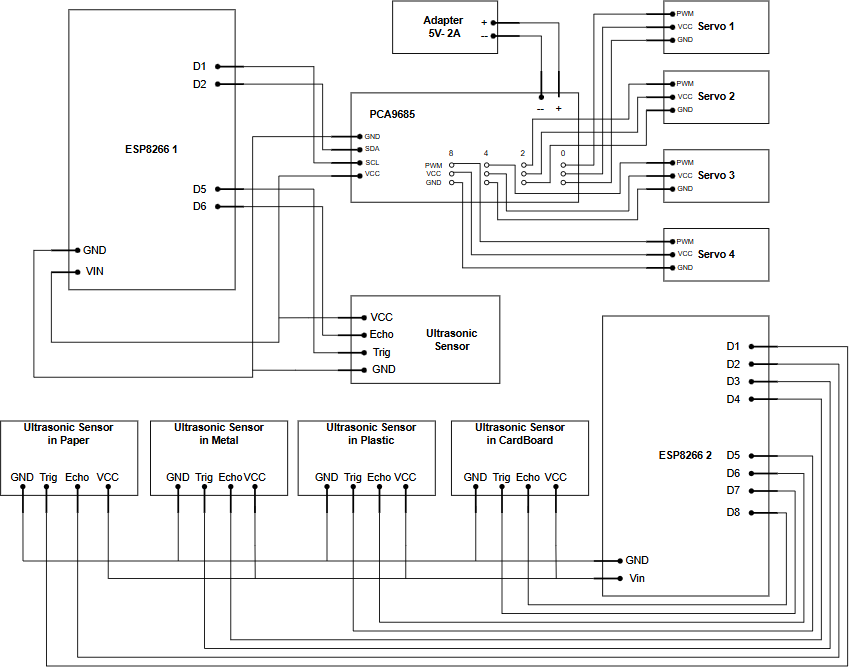 Adapter
5V- 2A
+
--
PWM
VCC
GND
Servo 1
PWM
VCC
GND
Servo 2
PWM
VCC
GND
Servo 3
PWM
VCC
GND
Servo 4
ESP8266 1
D1
D2
D5
D6
GND
VIN
PCA9685
-- +
GND
SDA
SCL
VCC
8 4 2 0
PWM
VCC
GND
VCC
Echo
Trig
GND
Ultrasonic
Sensor
ESP8266 2
D1
D2
D3
D4
D5
D6
D7
D8
GND
Vin
Ultrasonic Sensor
in Paper
GND Trig Echo VCC
Ultrasonic Sensor
in Metal
GND Trig Echo VCC
Ultrasonic Sensor
in Plastic
GND Trig Echo VCC
Ultrasonic Sensor
in CardBoard
GND Trig Echo VCC